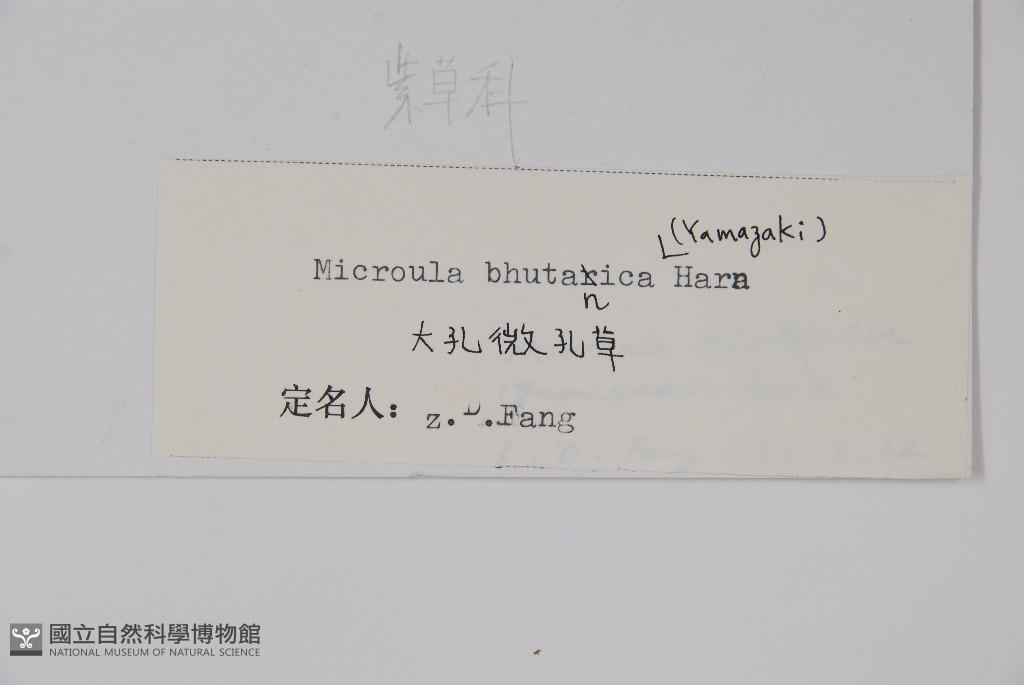 紫草科
(Yamazaki)
Microula bhutanica Hara
大孔微孔草
定名人：z.D.Fang
國立自然科學博物館
NATIONAL MUSEUM OF NATURAL SCIENCE